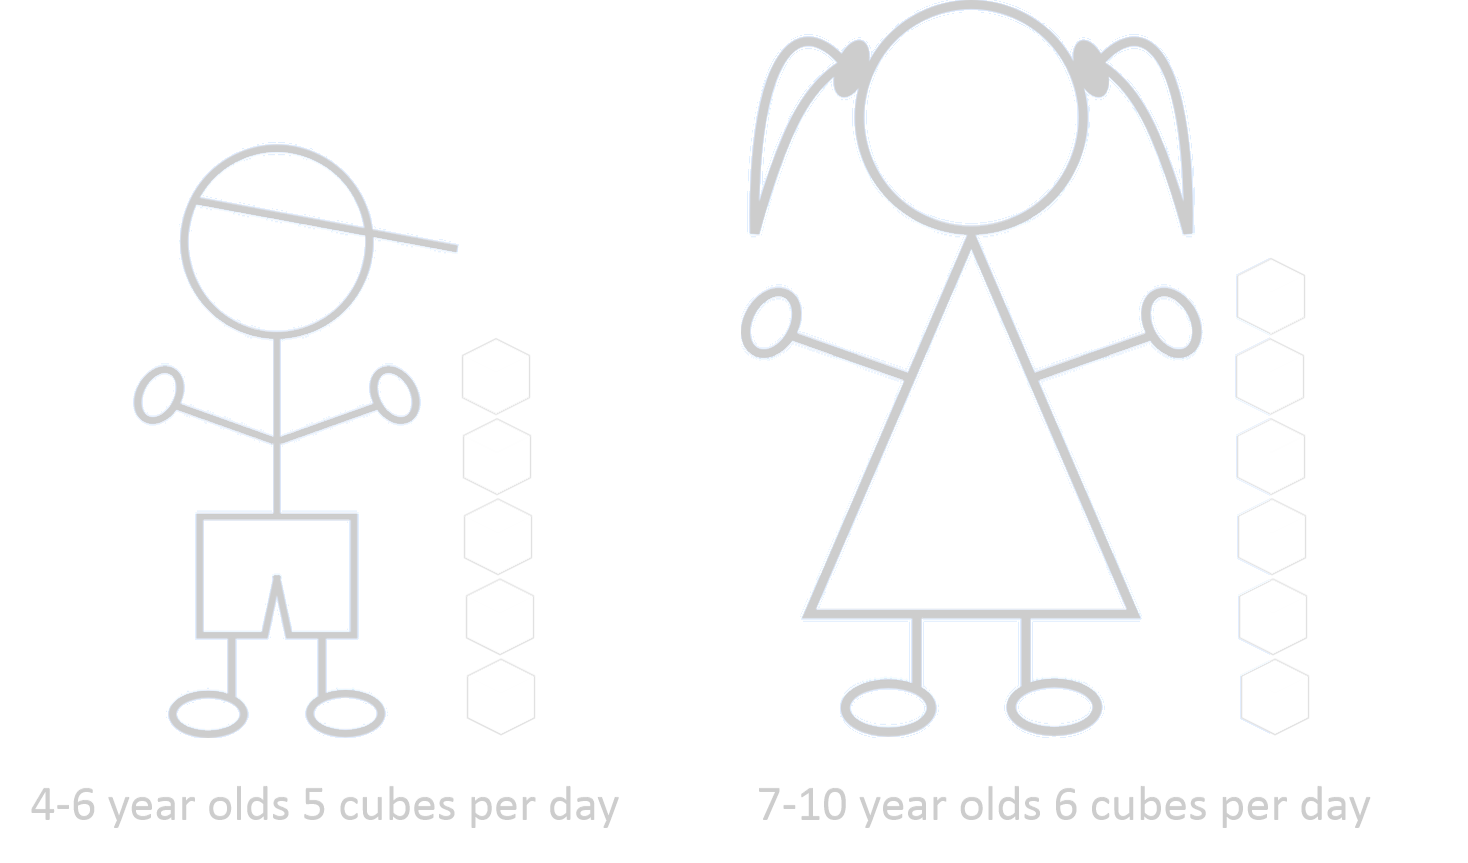 4-6 year olds 5 cubes per day
7-10 year olds 6 cubes per day